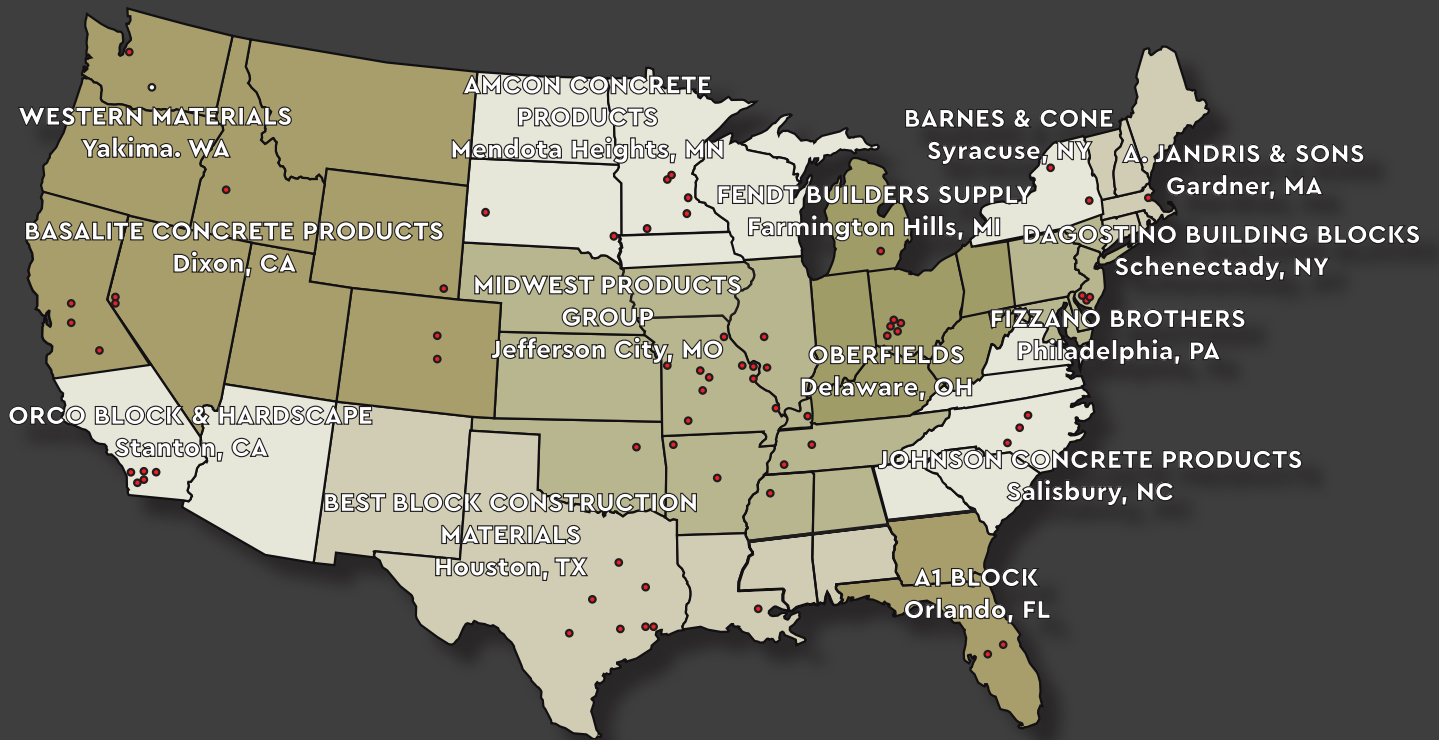 WESTERN MATERIALS
Yakima. WA
AMCON CONCRETE
PRODUCTS
Mendota Heights, MN
BARNES & CONE
Syracuse, NY
A. JANDRIS & SONS
Gardner, MA
FENDT BUILDERS SUPPLY
Farmington Hills, MI
BASALITE CONCRETE PRODUCTS
Dixon, CA
DAGOSTINO BUILDING BLOCKS
Schenectady, NY
MIDWEST PRODUCTS
GROUP
Jefferson City, MO
FIZZANO BROTHERS
Philadelphia, PA
OBERFIELDS
Delaware, OH
ORCO BLOCK & HARDSCAPE
Stanton, CA
JOHNSON CONCRETE PRODUCTS
Salisbury, NC
BEST BLOCK CONSTRUCTION
MATERIALS
Houston, TX
A1 BLOCK
Orlando, FL